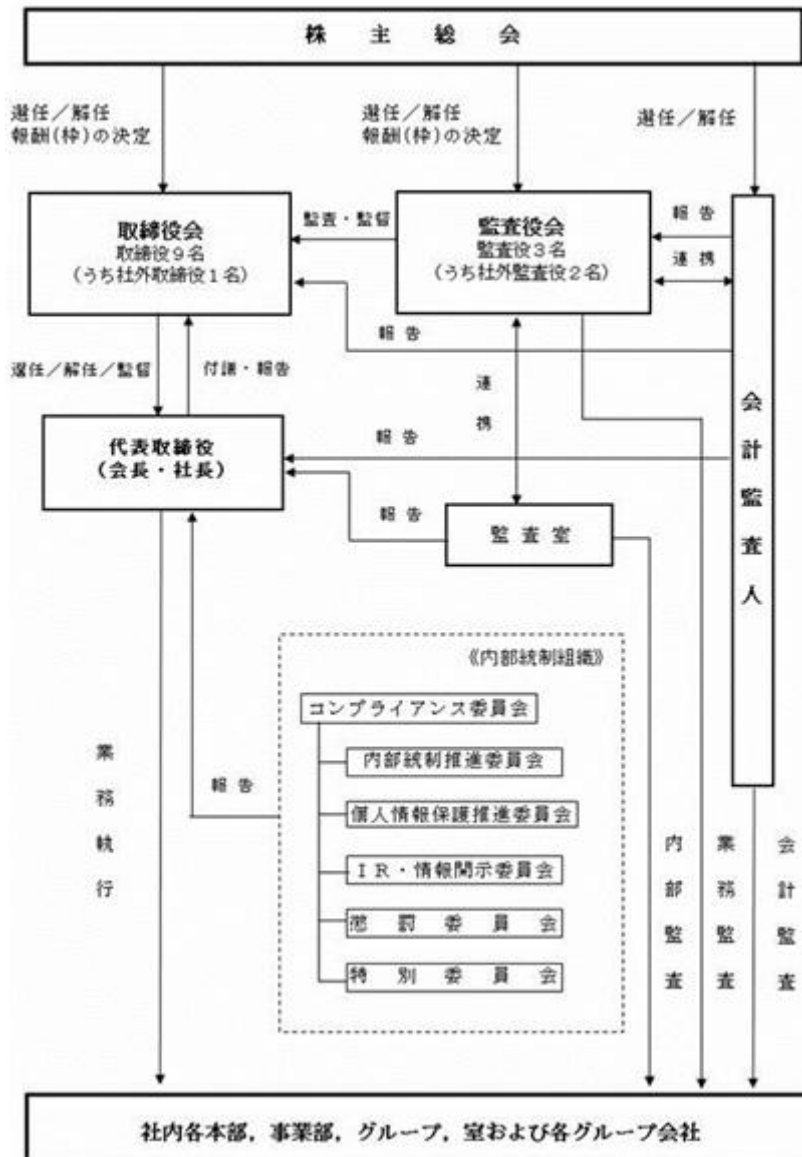 株主総会
選任／解任
報酬(枠)の決定
選任／解任
報酬(枠)の決定
選任／解任
取締役会
取締役９名
(うち社外取締役１名)
監査・監督
監査役会
監査役３名
(うち社外監査役２名)
報告
連携
報告
選任／解任/監督
付議・報告
連携
会計監査人
代表取締役
(会長・社長)
報告
報告
監査室
《内部統制組織》
コンプライアンス委員会
内部統制推進委員会
個人情報保護推進委員会
ＩＲ・情報開示委員会
懲罰委員会
特別委員会
報告
業務執行
内部監査
業務監査
会計監査
社内各本部，事業部，グループ，室および各グループ会社